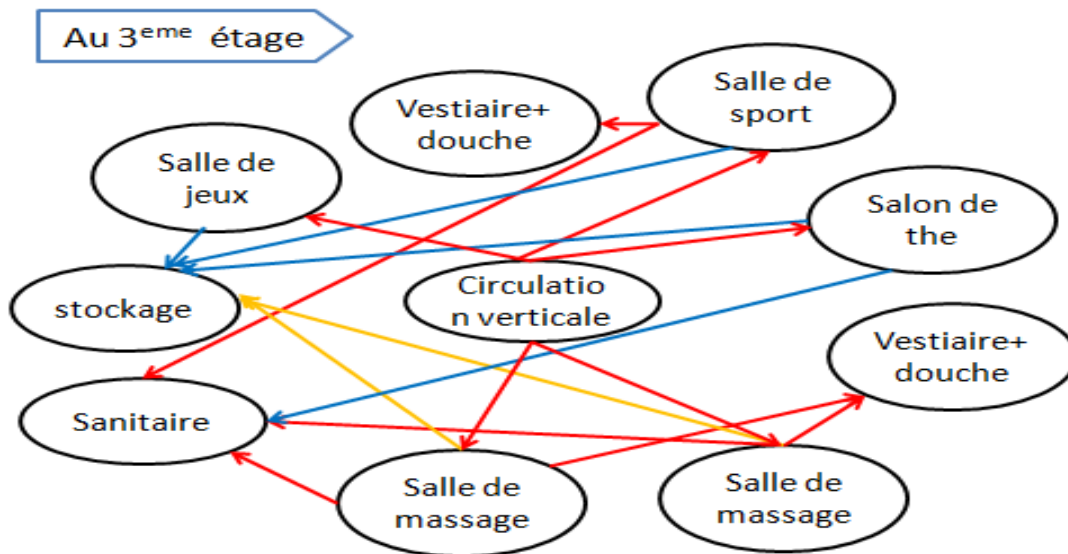 Au 3eme étage
Salle de
sport
Vestiaire+
douche
Salle de
jeux
Salon de
the
stockage
Circulatio
n verticale
Vestiaire+
douche
Sanitaire
Salle de
massage
Salle de
massage